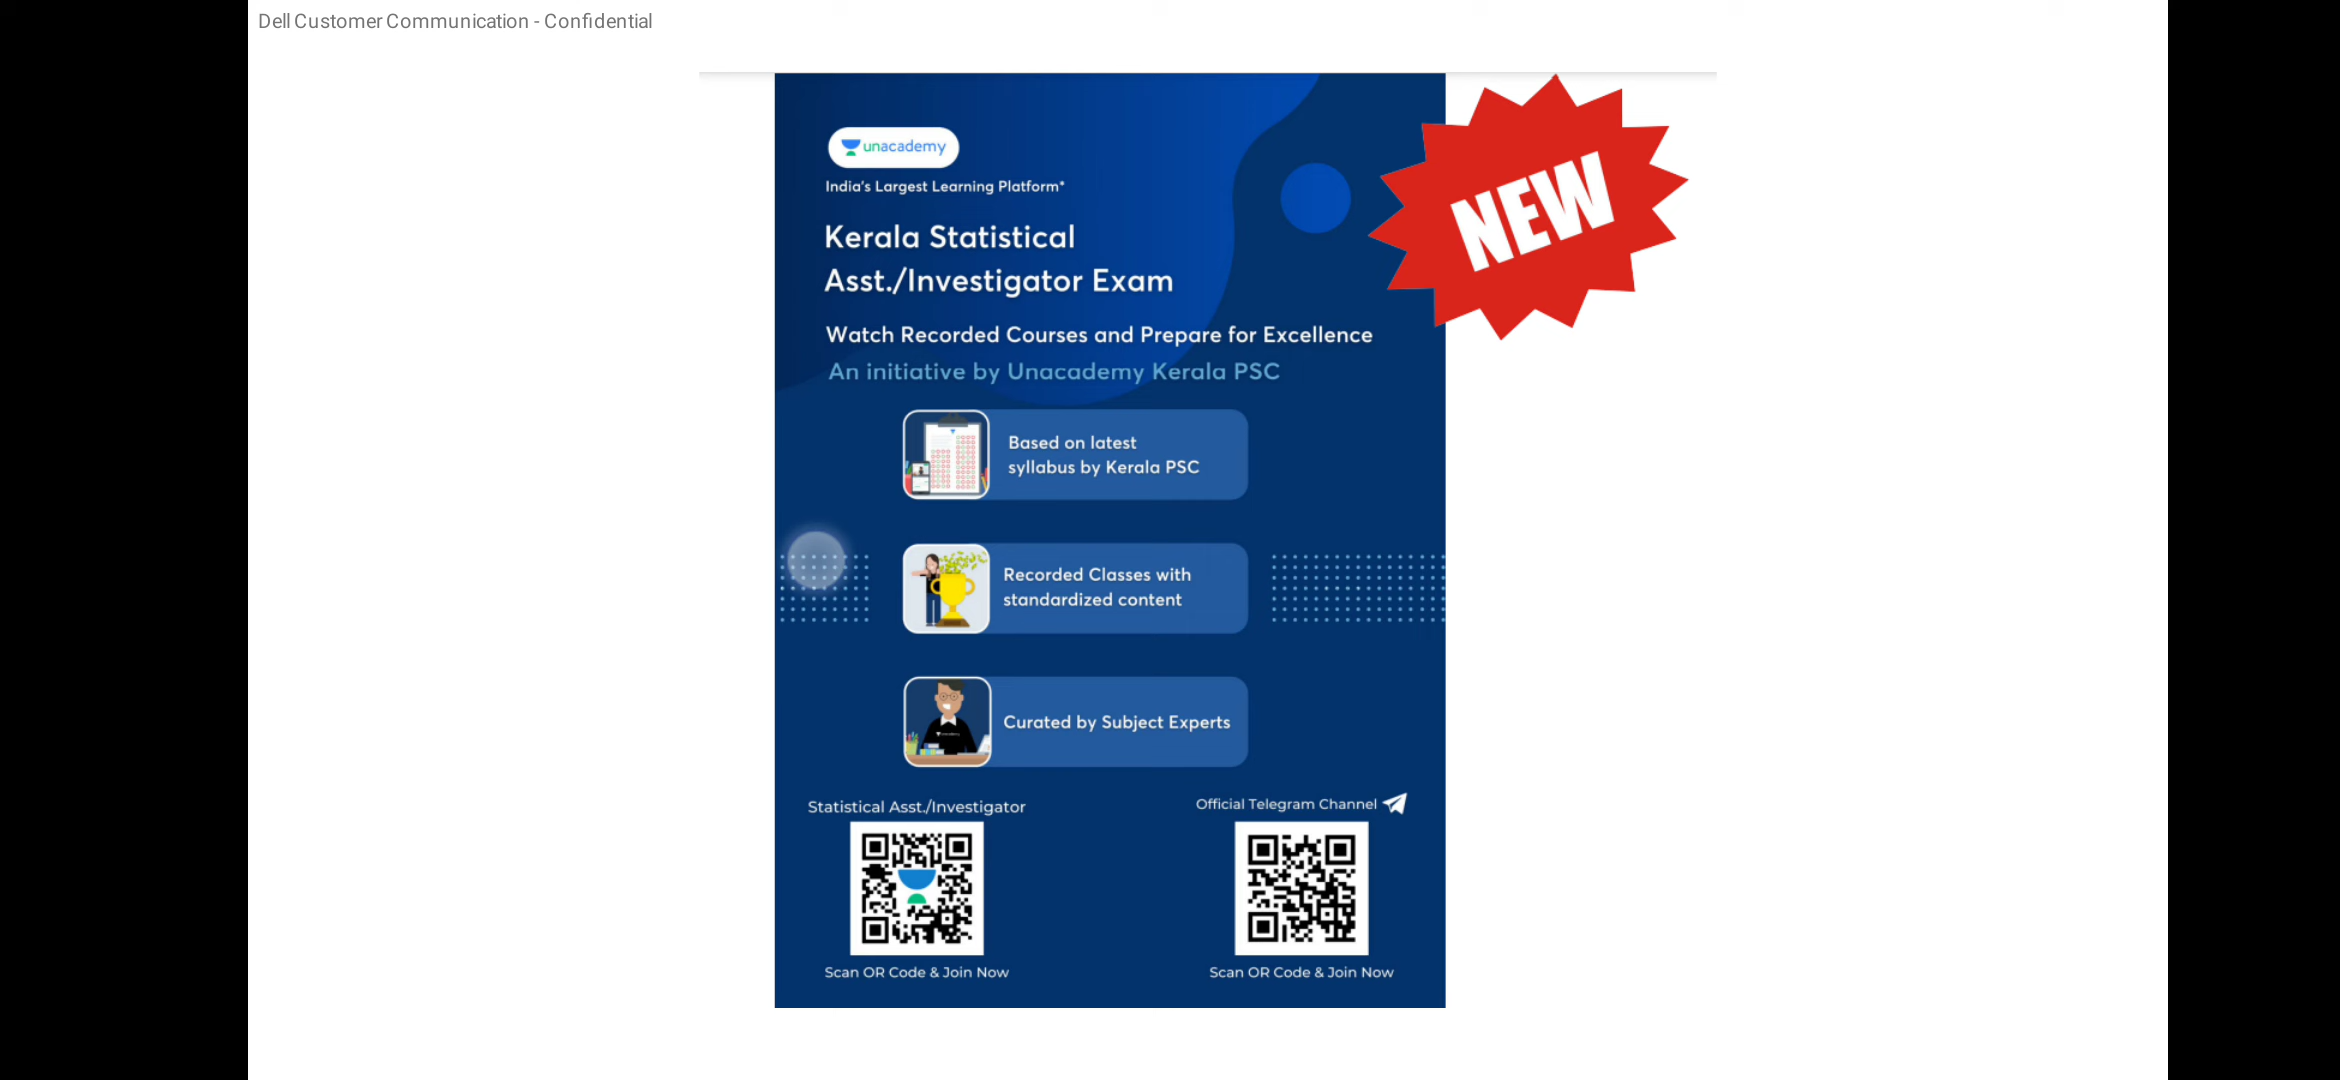 Dell Customer Communication - Confidential
unacademy
India's Largest Learning Platform*
NEW
Kerala Statistical
Asst./Investigator Exam
Watch Recorded Courses and Prepare for Excellence
An initiative by Unacademy Kerala PSC
Based on latest
syllabus by Kerala PSC
Recorded Classes with
standardized content
Curated by Subject Experts
Statistical Asst./Investigator
Official Telegram Channel
Scan OR Code & Join Now
Scan OR Code & Join Now